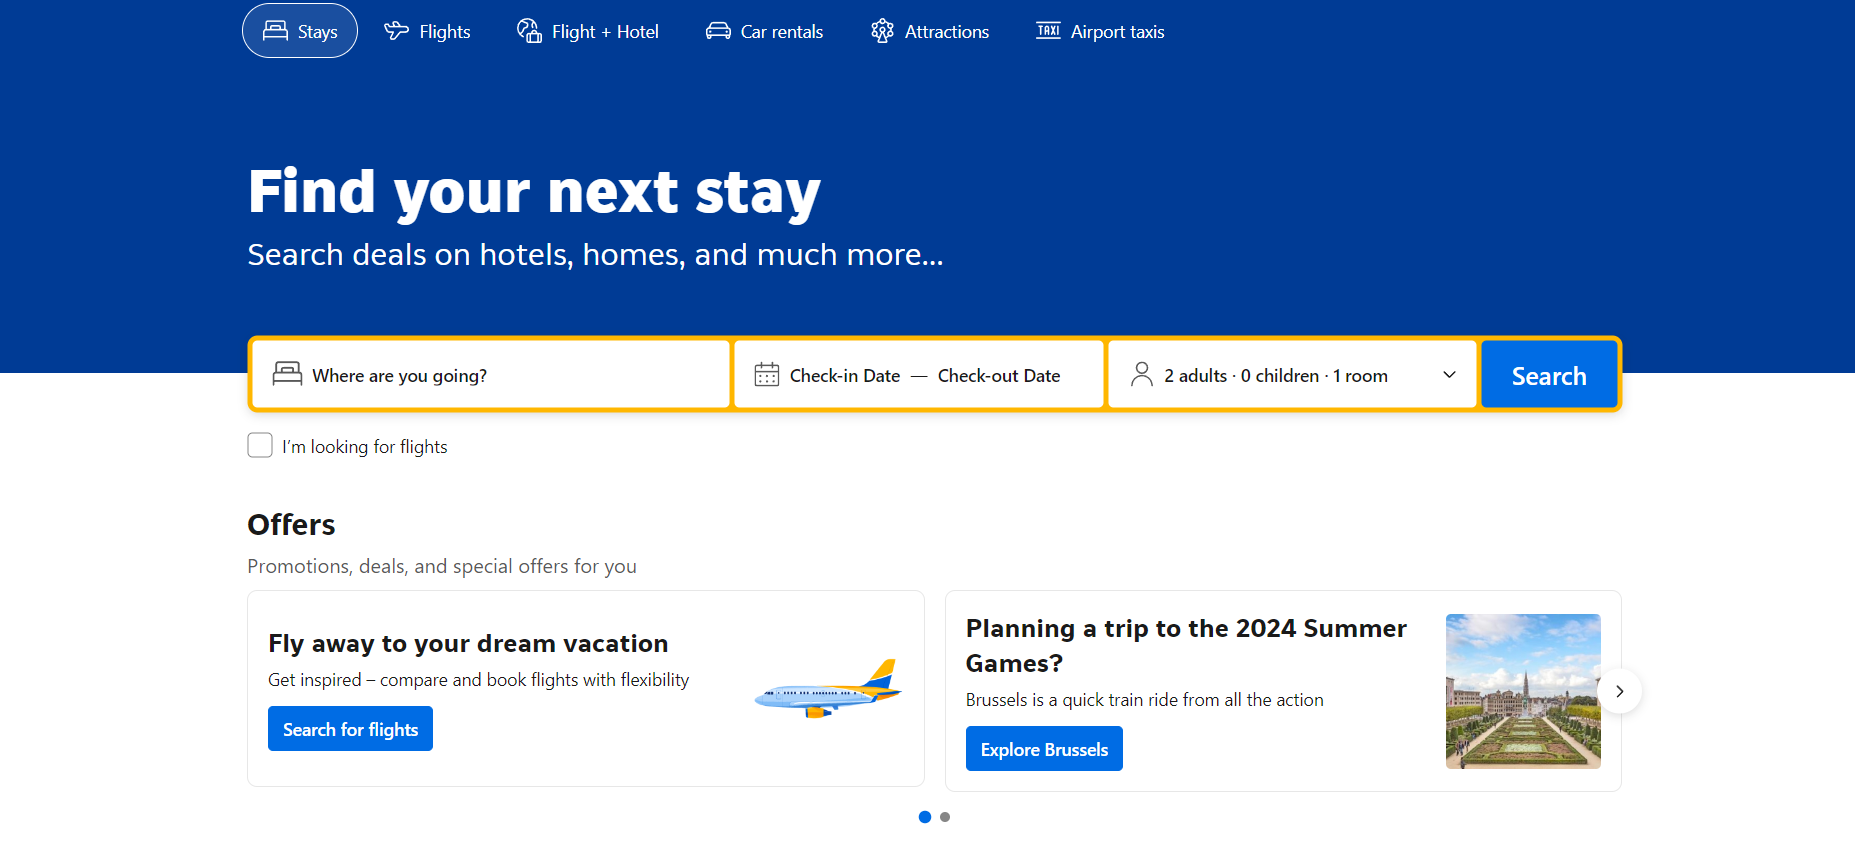 Stays
Flights
Flight + Hotel
Car rentals
Attractions
TAXI Airport taxis
Find your next stay
Search deals on hotels, homes, and much more...
Where are you going?
Check-in Date — Check-out Date
2 adults · 0 children · 1 room
Search
I'm looking for flights
Offers
Promotions, deals, and special offers for you
Fly away to your dream vacation
Get inspired – compare and book flights with flexibility
Search for flights
Planning a trip to the 2024 Summer
Games?
Brussels is a quick train ride from all the action
Explore Brussels